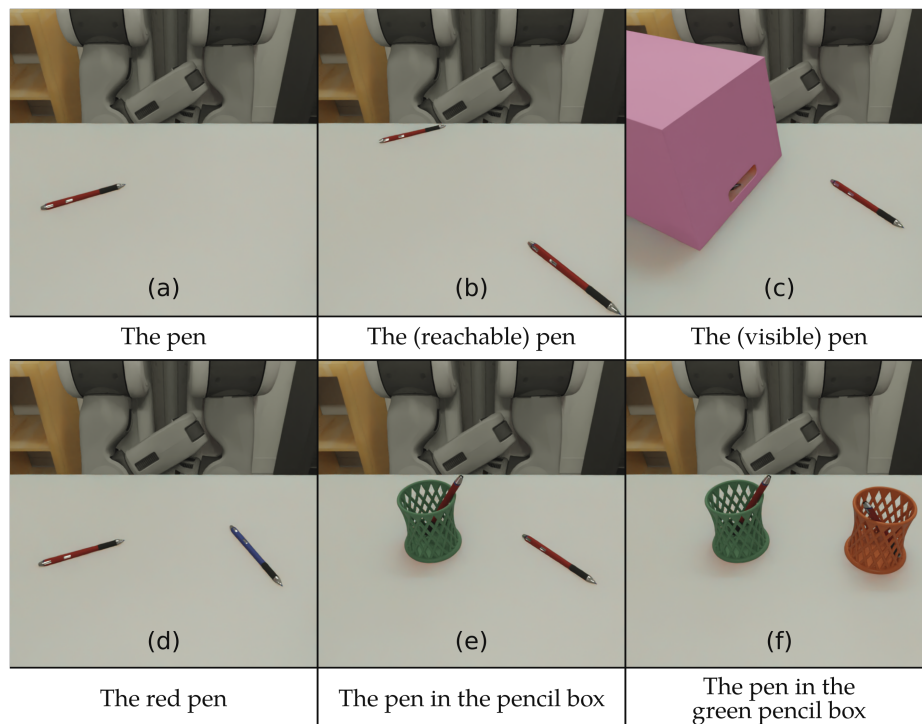 (a)
(b)
(c)
The pen
The (reachable) pen
The (visible) pen
(d)
(e)
(f)
The red pen
The pen in the pencil box
The pen in the
green pencil box